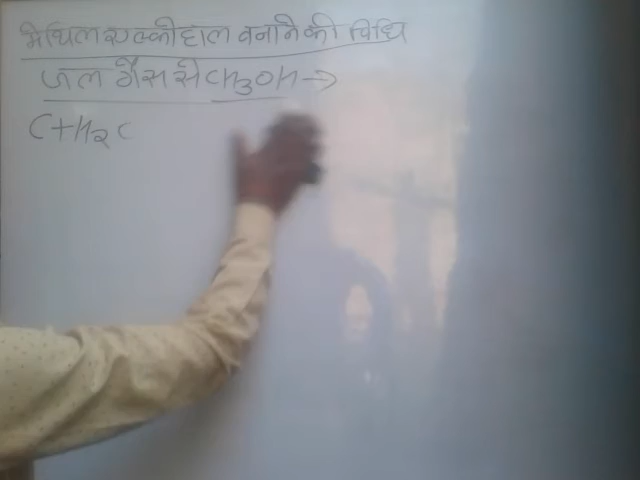 मेथिल एल्कोहाल बनाने की विधि
जल गैस से CH3OH →
C+H2O